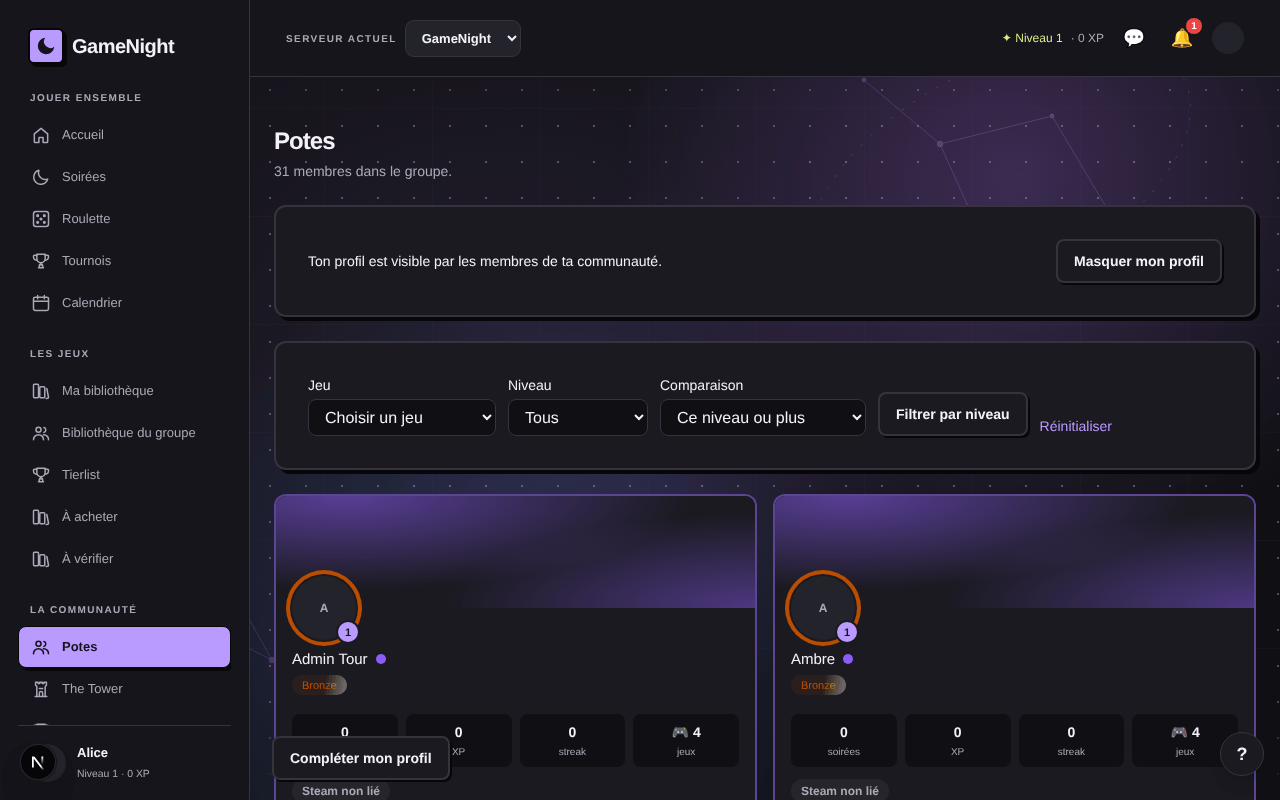 GameNight
JOUER ENSEMBLE
Accueil
Soirées
Roulette
Tournois
Calendrier
LES JEUX
Ma bibliothèque
Bibliothèque du groupe
Tierlist
À acheter
À vérifier
LA COMMUNAUTÉ
Potes
The Tower
N
Alice
Niveau 1 · 0 XP
SERVEUR ACTUEL
GameNight
✦ Niveau 1 · 0 XP
1
Potes
31 membres dans le groupe.
Ton profil est visible par les membres de ta communauté.
Masquer mon profil
Jeu
Niveau
Comparaison
Choisir un jeu
Tous
Ce niveau ou plus
Filtrer par niveau
Réinitialiser
A
1
Admin Tour
Bronze
0
0
XP
0
streak
🎮 4
jeux
Steam non lié
Compléter mon profil
A
1
Ambre
Bronze
0
soirées
0
XP
0
streak
🎮 4
jeux
Steam non lié
?